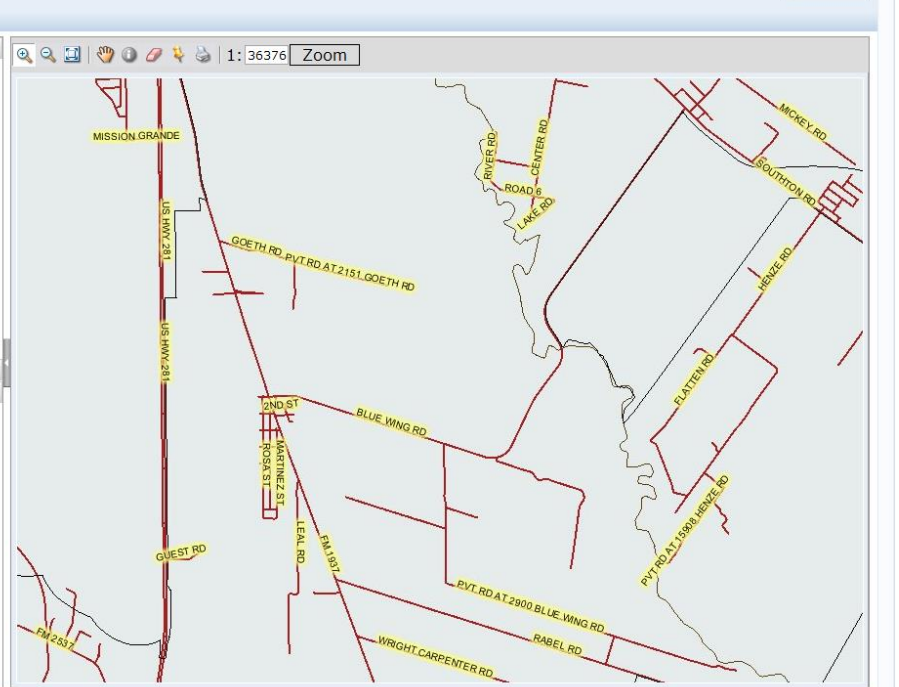 1: 36376 Zoom
MISSION GRANDE
MICKEY RD
RIVER RD
CENTER RD
SOUTHTON RD
ROAD 6
LAKE RD
US HWY 281
GOETH RD
PVT RD AT 2151 GOETH RD
HENZE RD
US HWY 281
FLATTEN RD
2ND ST
BLUE WING RD
ROSA ST
MARTINEZ ST
PVT RD AT 15908 HENZE RD
LEAL RD
FM 1937
GUEST RD
PVT RD AT 2900 BLUE WING RD
FM 2537
RABEL RD
WRIGHT CARPENTER RD